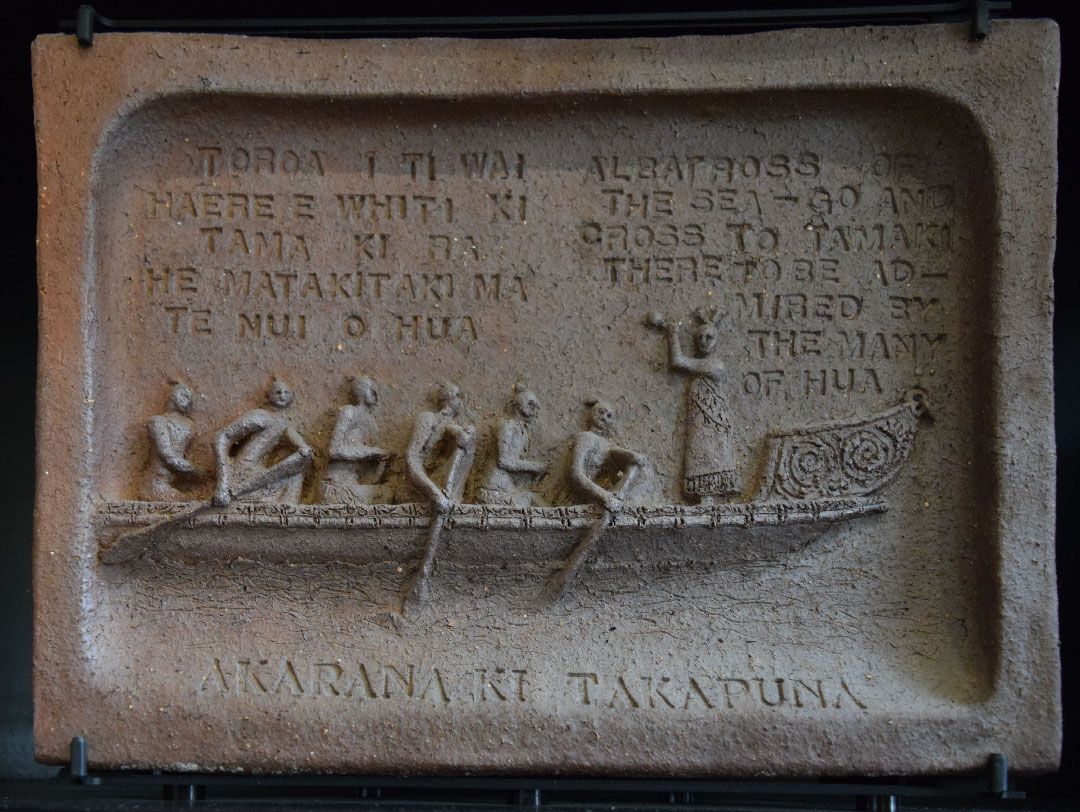 TOROA I TI WAI
HAERE E WHITI KI
TAMA KI RA
HE MATAKITAKI MA
TE NUI O HUA
ALBATROSS OF
THE SEA – GO AND
CROSS TO TAMAKI
THERE TO BE AD–
MIRED BY
THE MANY
OF HUA
AKARANA KI TAKAPUNA